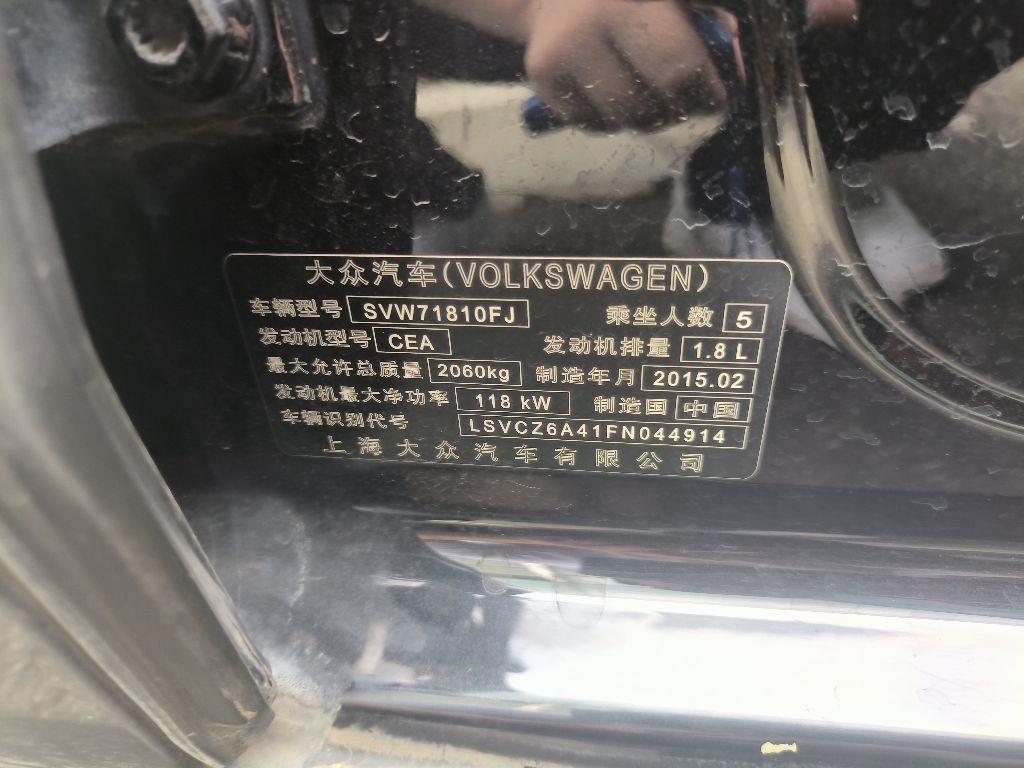 大众汽车(VOLKSWAGEN)
车辆型号 SVW71810FJ 乘坐人数 5
发动机型号 CEA 发动机排量 1.8 L
最大允许总质量 2060kg 制造年月 2015.02
发动机最大净功率 118 kW 制造国 中国
车辆识别代号 LSVCZ6A41FN044914
上海大众汽车有限公司